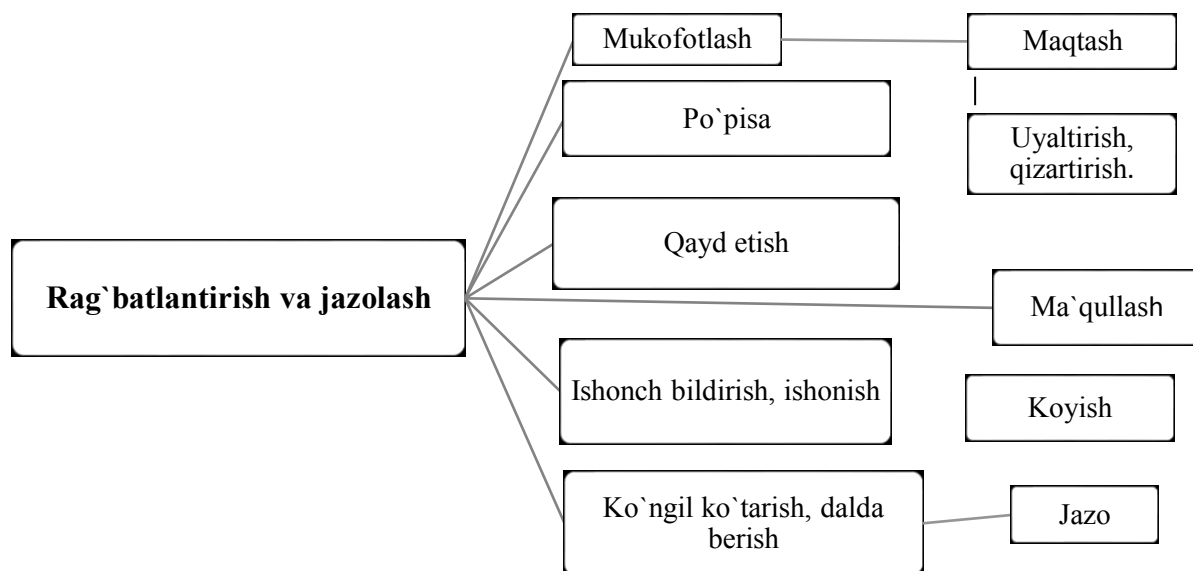 Mukofotlash
Maqtash
Po`pisa
Uyaltirish,
qizartirish.
Qayd etish
Rag`batlantirish va jazolash
Ma`qullash
Ishonch bildirish, ishonish
Koyish
Ko`ngil ko`tarish, dalda
berish
Jazo